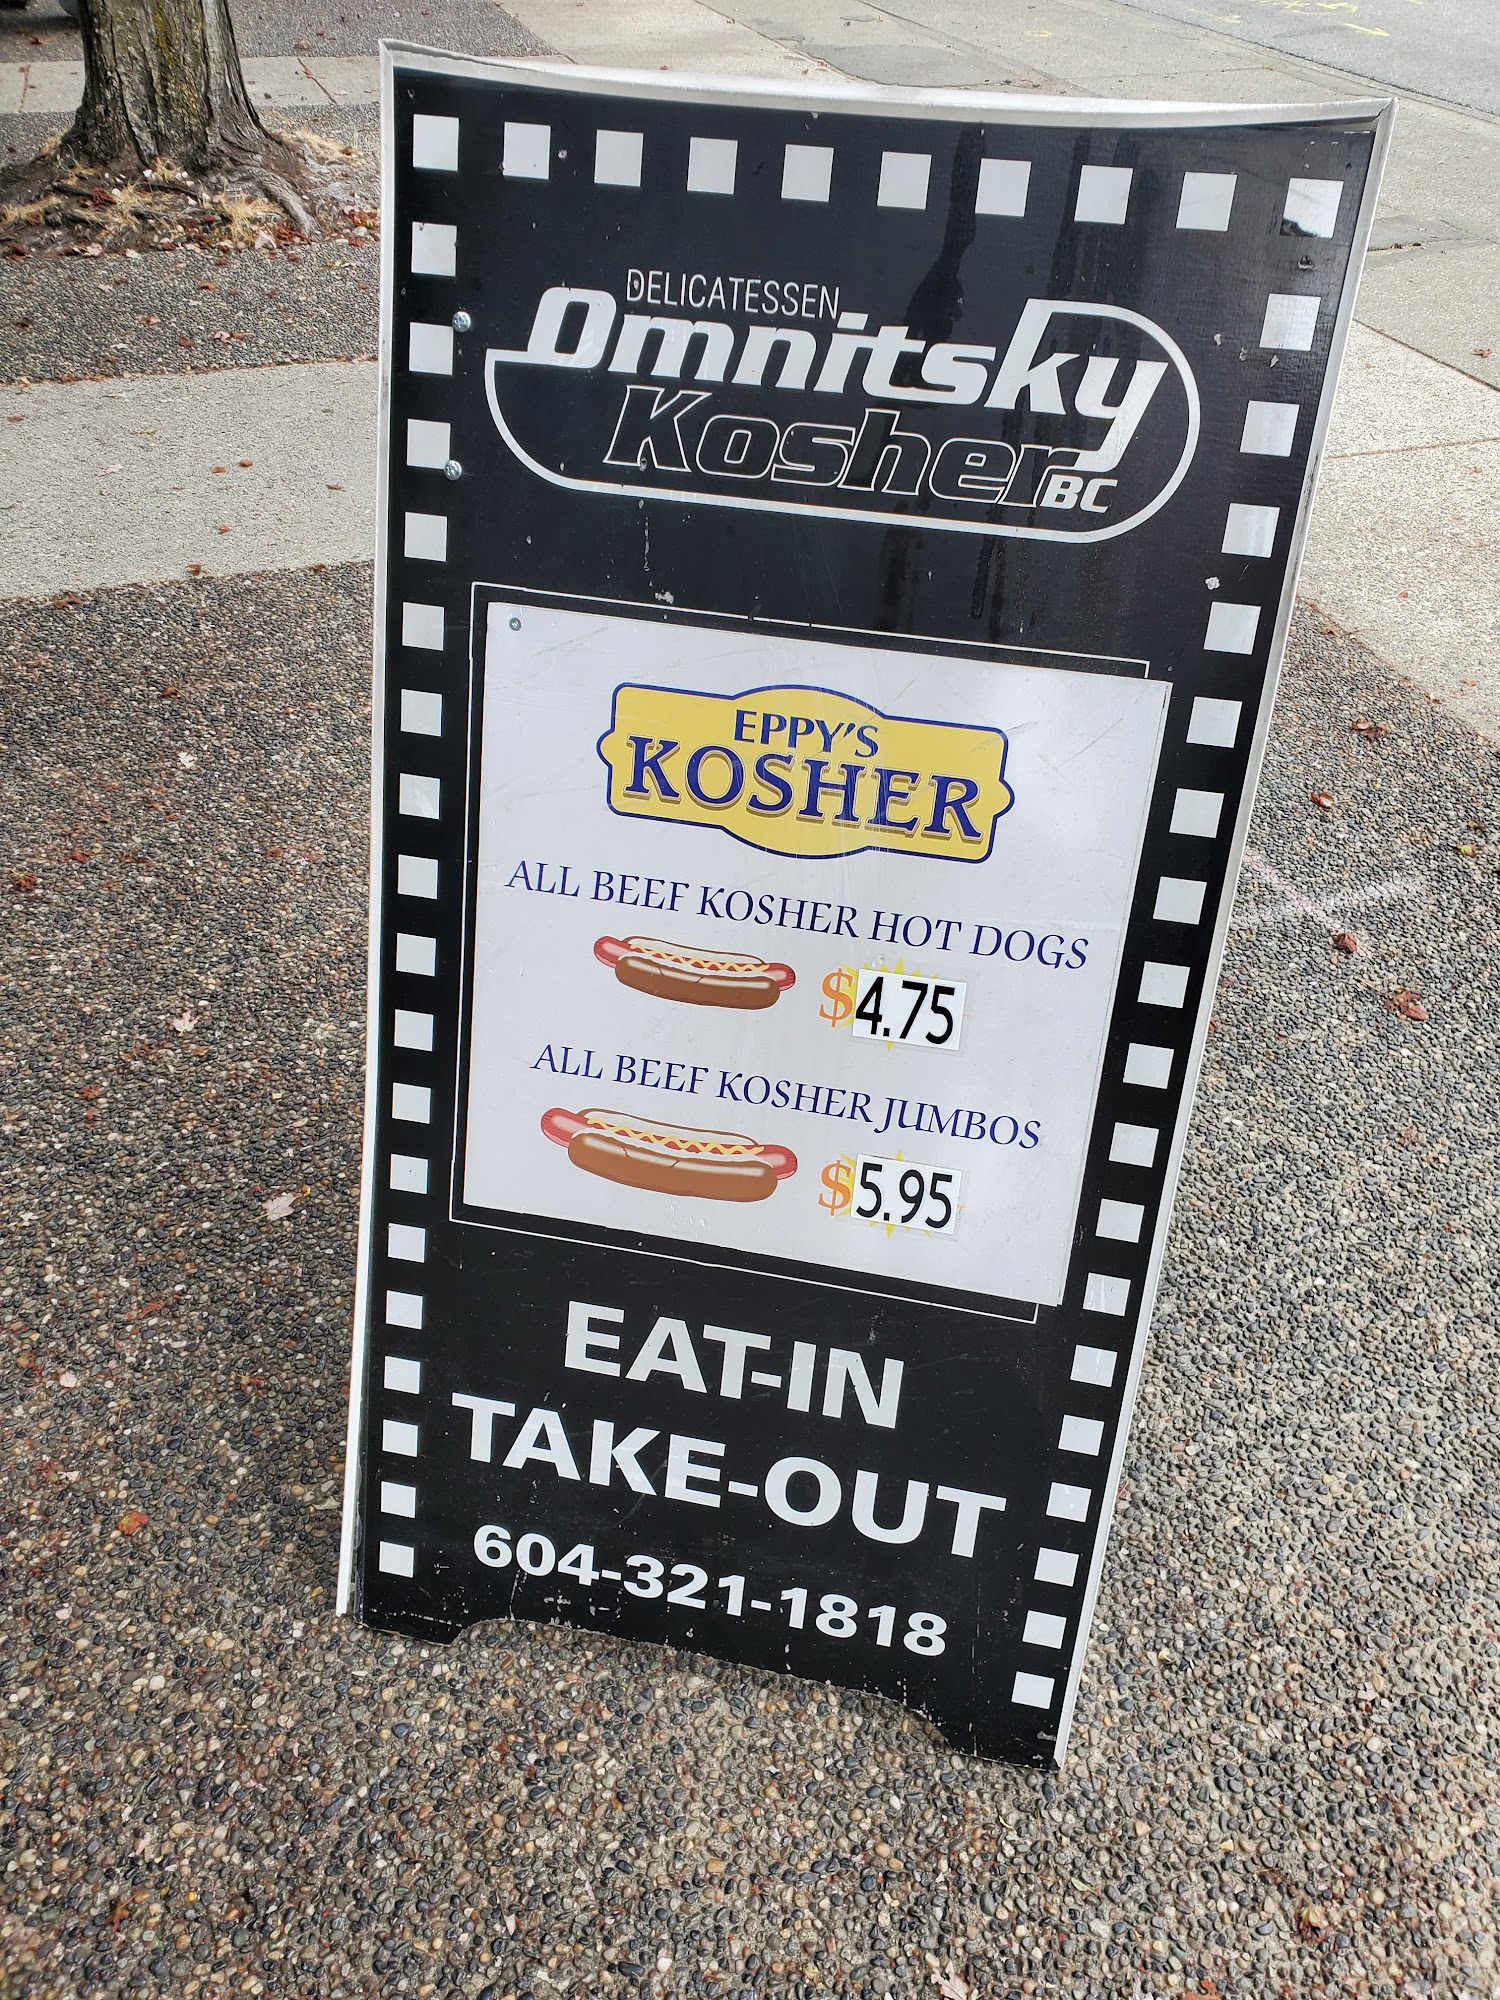 DELICATESSEN
Omnitsky
Kosher BC
EPPY'S
KOSHER
ALL BEEF KOSHER HOT DOGS
$4.75
ALL BEEF KOSHER JUMBOS
$5.95
EAT-IN
TAKE-OUT
604-321-1818